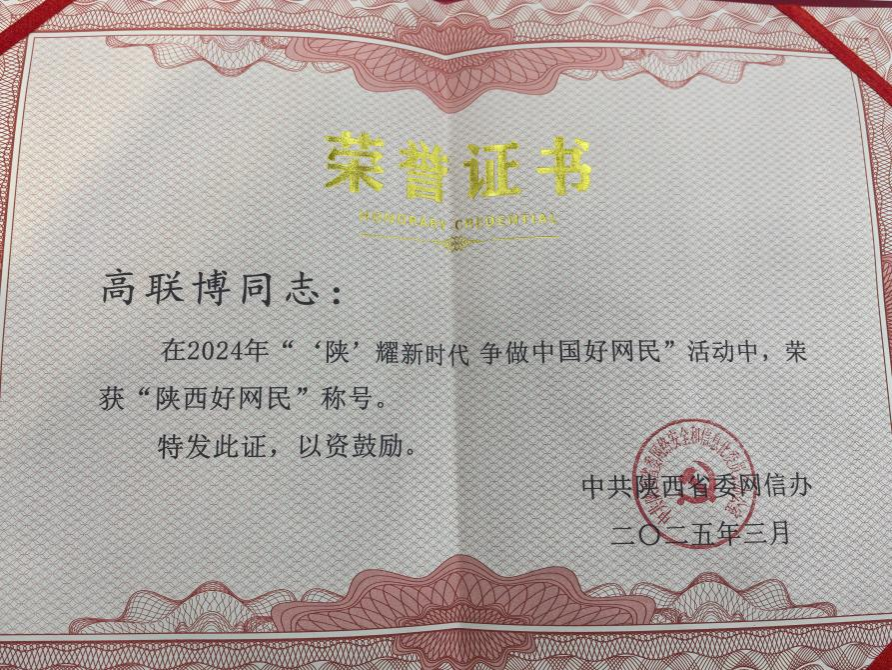 荣誉证书
HONORARY CREDENTIAL
高联博同志：
在2024年“‘陕’耀新时代 争做中国好网民”活动中，荣
获“陕西好网民”称号。
特发此证，以资鼓励。
中共陕西省委网信办
二〇二五年三月